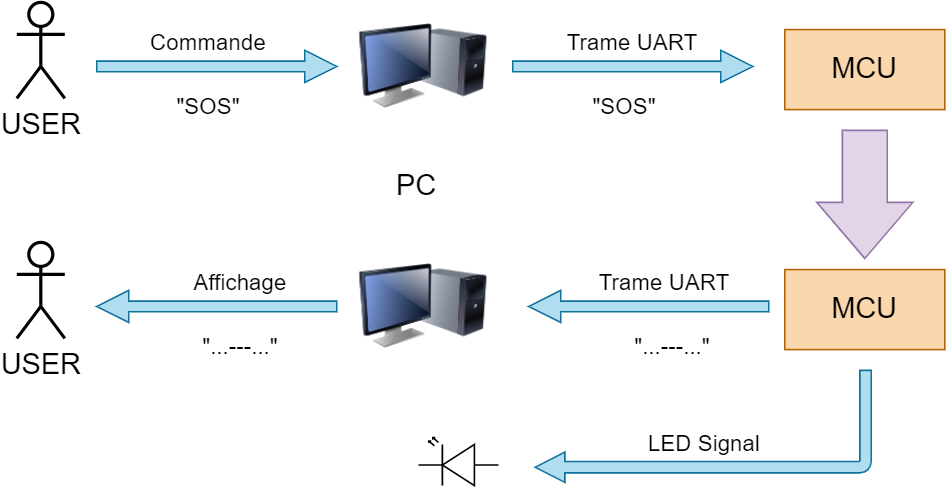 Commande
Trame UART
MCU
"SOS"
"SOS"
USER
PC
Affichage
Trame UART
MCU
"...---..."
"...---..."
USER
LED Signal